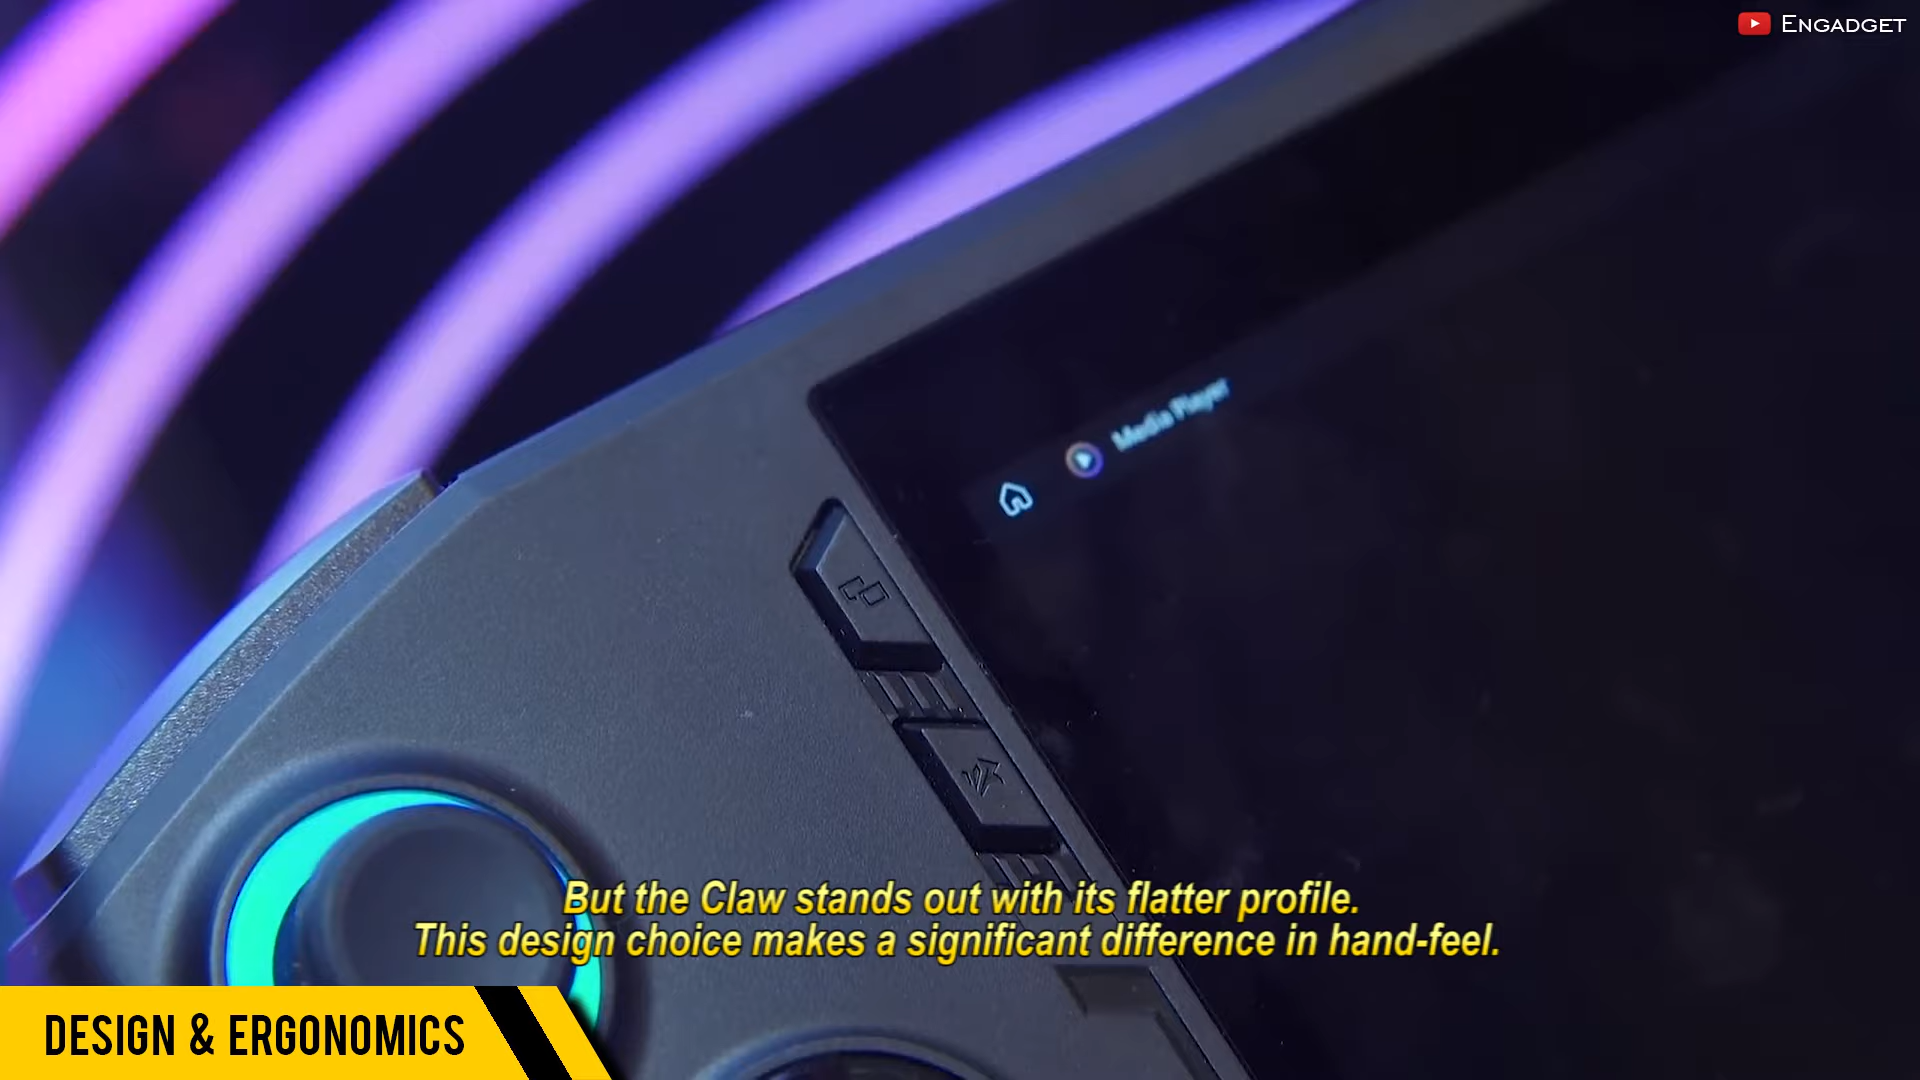 ENGADGET
Media Player
But the Claw stands out with its flatter profile.
This design choice makes a significant difference in hand-feel.
DESIGN & ERGONOMICS